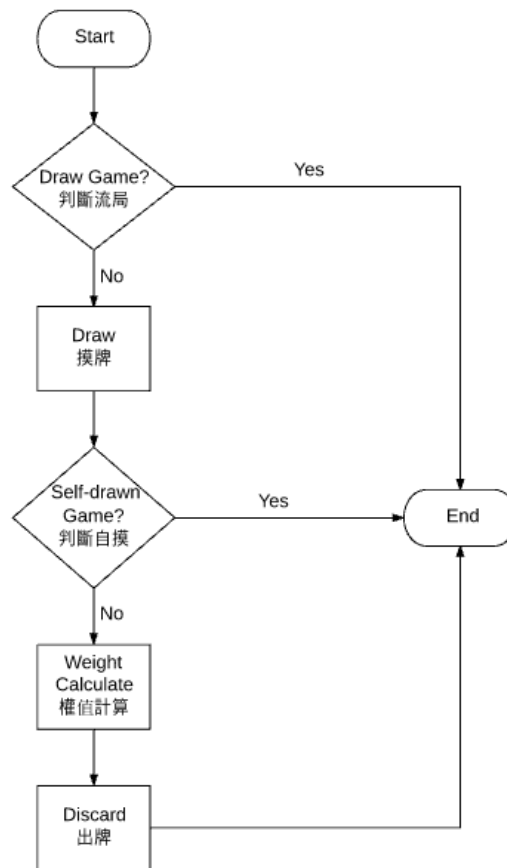 Start
Draw Game?
判斷流局
Yes
No
Draw
摸牌
Self-drawn
Game?
判斷自摸
Yes
End
No
Weight
Calculate
權值計算
Discard
出牌